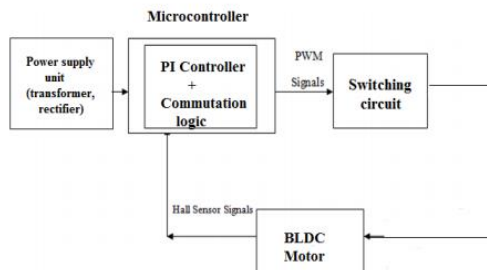 Microcontroller
Power supply
unit
(transformer,
rectifier)
PI Controller
+
Commutation
logic
PWM
Signals
Switching
circuit
Hall Sensor Signals
BLDC
Motor